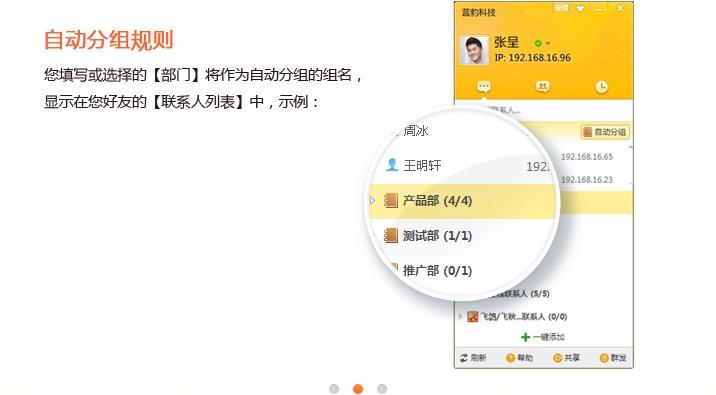 自动分组规则
您填写或选择的【部门】将作为自动分组的组名，
显示在您好友的【联系人列表】中，示例：
蓝豹科技
张呈
IP: 192.168.16.96
联系人...
自动分组
周冰
192.168.16.65
王明轩 192.
192.168.16.23
产品部 (4/4)
测试部 (1/1)
推广部 (0/1)
联系人 (5/5)
飞鸽/飞秋...联系人 (0/0)
一键添加
刷新 帮助 共享 群发